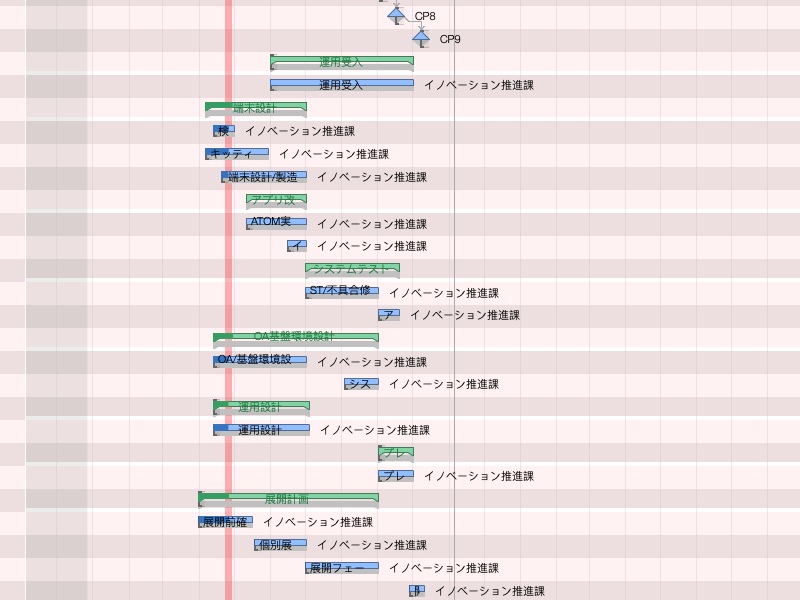 CP8
CP9
運用受入
運用受入 イノベーション推進課
端末設計
検 イノベーション推進課
キッティ イノベーション推進課
端末設計/製造 イノベーション推進課
アプリ改
ATOM実 イノベーション推進課
イ イノベーション推進課
システムテスト
ST/不具合修 イノベーション推進課
ア イノベーション推進課
OA基盤環境設計
OA/基盤環境設 イノベーション推進課
シス イノベーション推進課
運用設計
運用設計 イノベーション推進課
プレ
プレ イノベーション推進課
展開計画
展開前確 イノベーション推進課
個別展 イノベーション推進課
展開フェー イノベーション推進課
イノベーション推進課